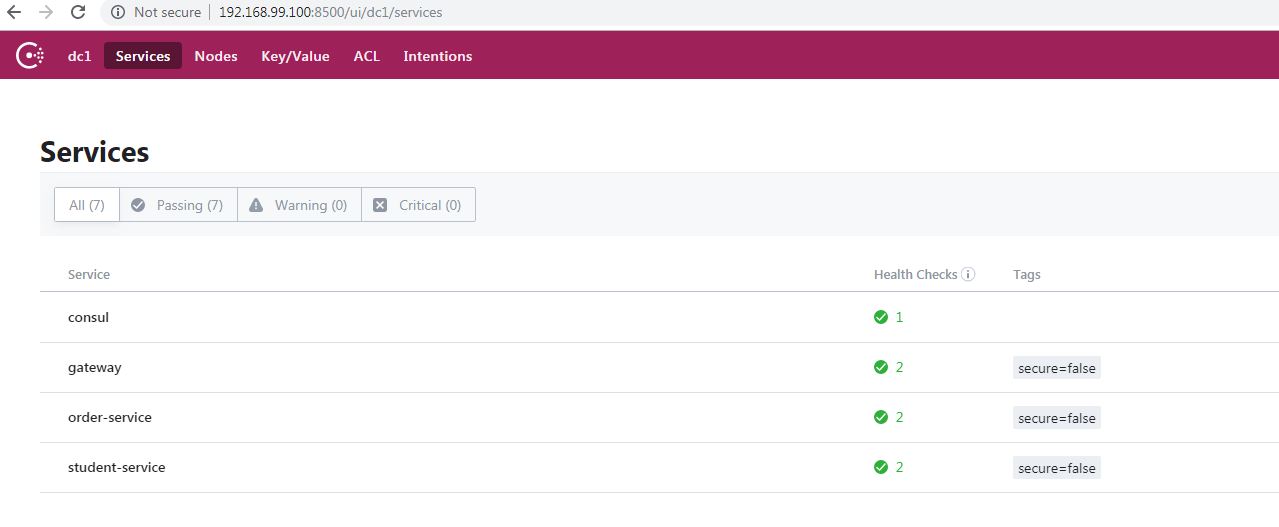 Not secure 192.168.99.100:8500/ui/dc1/services
dc1 Services Nodes Key/Value ACL Intentions
Services
All (7) Passing (7) Warning (0) Critical (0)
Service Health Checks Tags
consul 1
gateway 2 secure=false
order-service 2 secure=false
student-service 2 secure=false